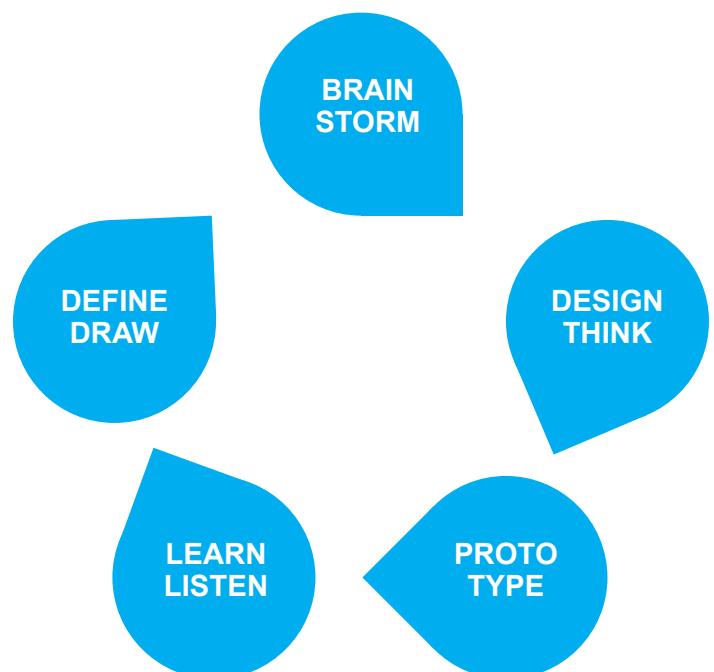 BRAIN
STORM
DEFINE
DRAW
DESIGN
THINK
LEARN
LISTEN
PROTO
TYPE